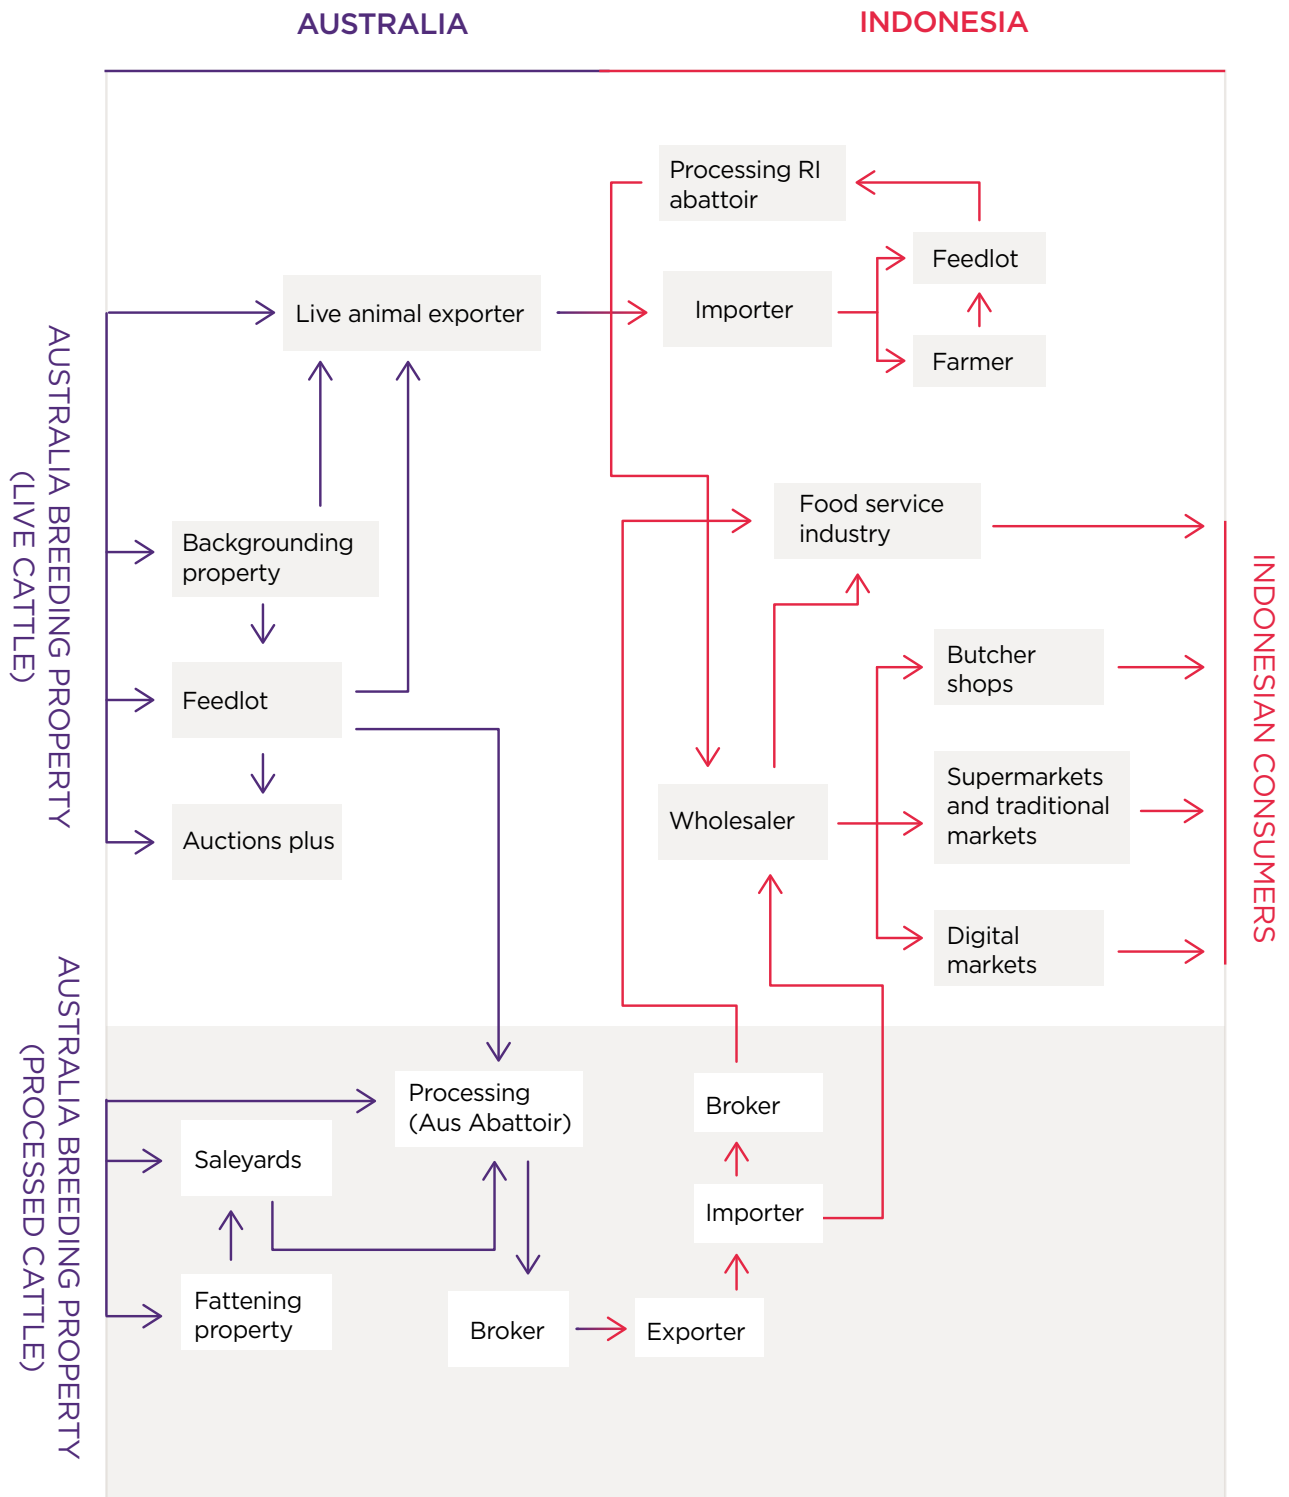 AUSTRALIA
INDONESIA
AUSTRALIA BREEDING PROPERTY
(LIVE CATTLE)
Processing RI
abattoir
Feedlot
Live animal exporter
Importer
Farmer
Backgrounding
property
Feedlot
Auctions plus
Food service
industry
Butcher
shops
Wholesaler
Supermarkets
and traditional
markets
Digital
markets
INDONESIAN CONSUMERS
AUSTRALIA BREEDING PROPERTY
(PROCESSED CATTLE)
Processing
(Aus Abattoir)
Saleyards
Fattening
property
Broker
Exporter
Importer
Broker